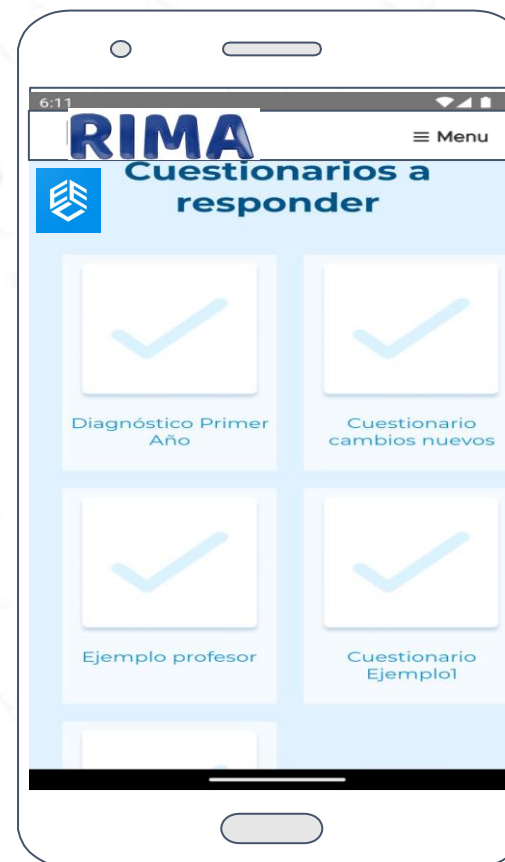 6:11
RIMA
≡ Menu
Cuestionarios a
responder
Diagnóstico Primer
Año
Cuestionario
cambios nuevos
Ejemplo profesor
Cuestionario
Ejemplo1